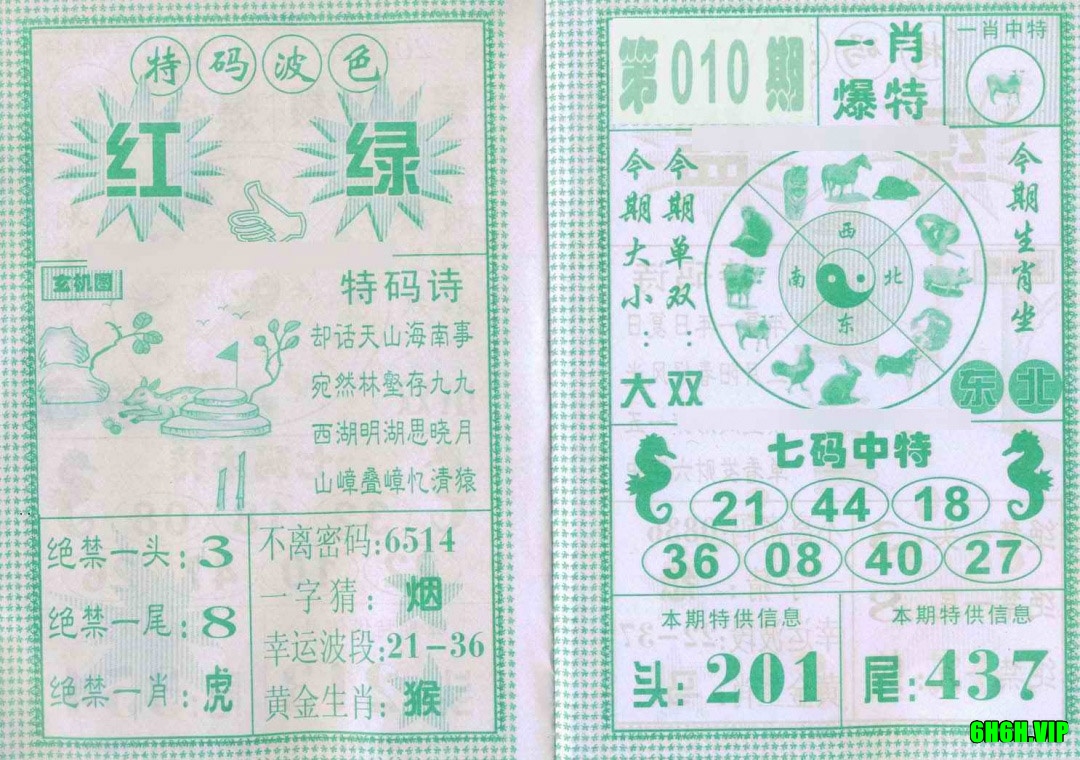 特码波色
红 绿
玄机图
特码诗
却话天山海南事
宛然林壑存九九
西湖明湖思晓月
山嶂叠嶂忆清猿
绝禁一头:3
绝禁一尾:8
绝禁一肖:虎
不离密码:6514
一字猜:烟
幸运波段:21-36
黄金生肖:猴
第010期
一肖爆特
一肖中特
今期大小:大
今期单双:双
西
南 北
东
今期生肖坐
东北
七码中特
21 44 18
36 08 40 27
本期特供信息
头:201
本期特供信息
尾:437
6H6H.VIP